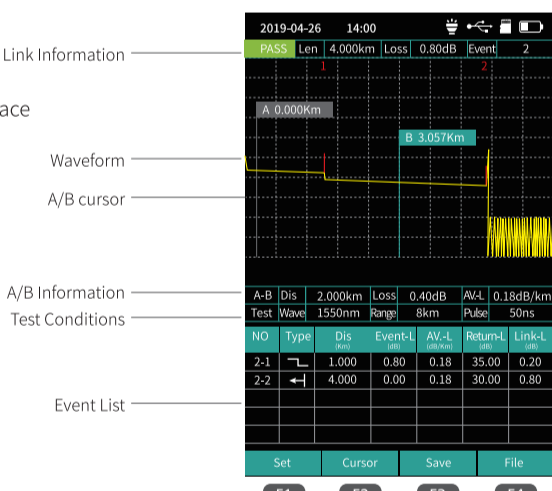 2019-04-26 14:00
Link Information
PASS Len 4.000km Loss 0.80dB Event 2
1 2
ace
A 0.000Km
B 3.057Km
Waveform
A/B cursor
A/B Information
A-B Dis 2.000km Loss 0.40dB AV.-L 0.18dB/km
Test Conditions
Test Wave 1550nm Range 8km Pulse 50ns
NO Type Dis Event-L AV.-L Return-L Link-L
(Km) (dB) (dB/Km) (dB) (dB)
2-1 1.000 0.80 0.18 35.00 0.20
2-2 4.000 0.00 0.18 30.00 0.80
Event List
Set Cursor Save File